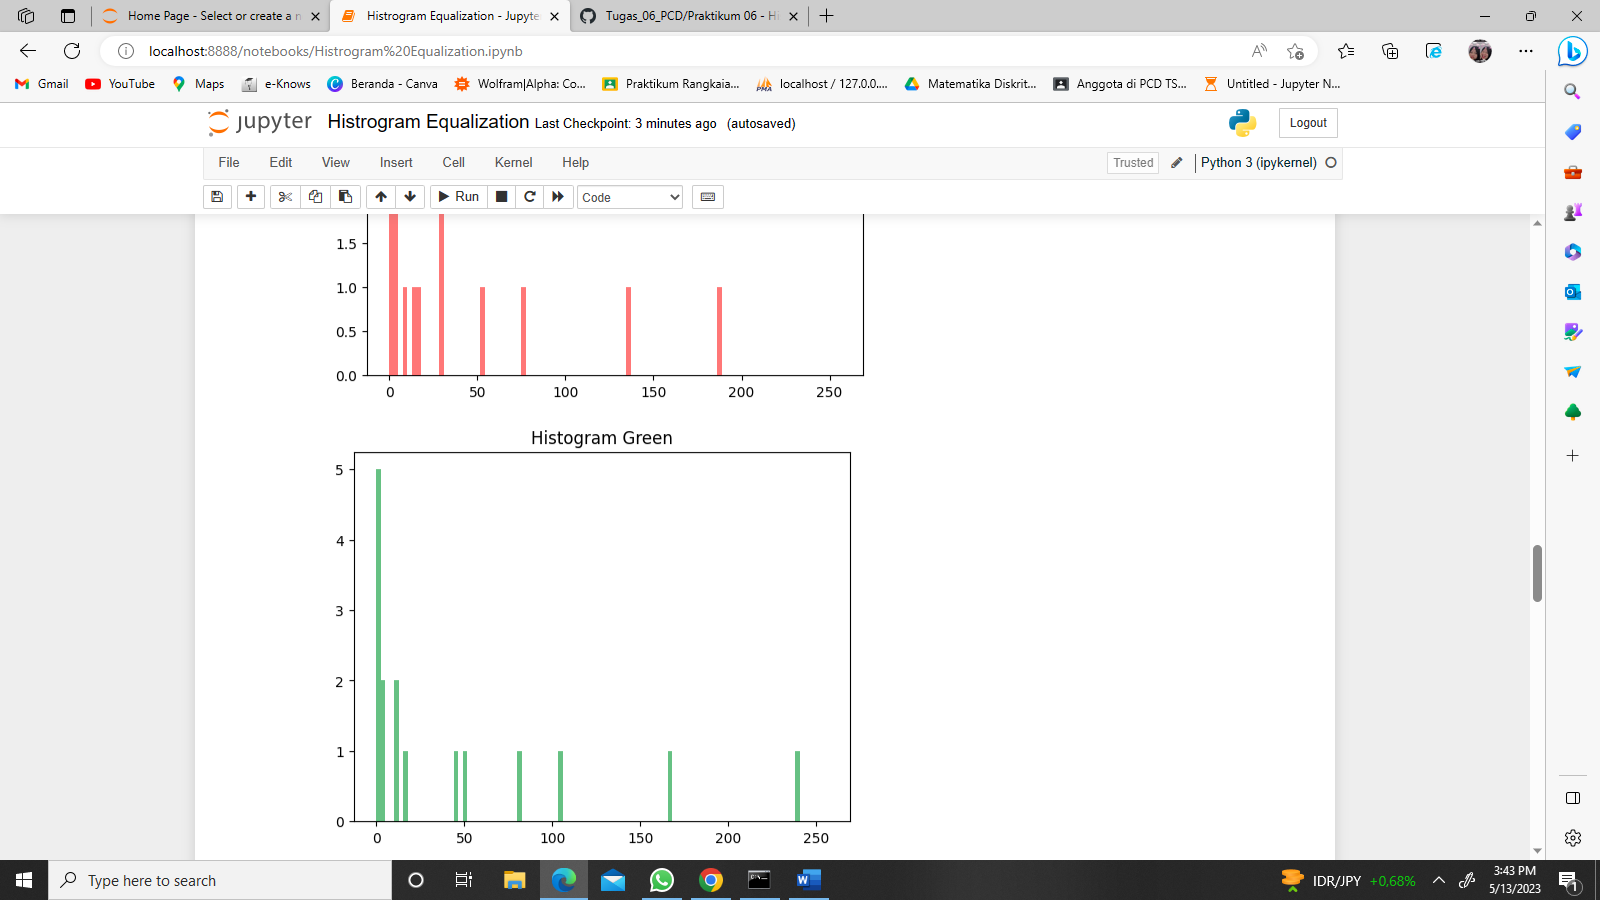 Home Page - Select or create a n
Histrogram Equalization - Jupyte
Tugas_06_PCD/Praktikum 06 - Hi
localhost:8888/notebooks/Histrogram%20Equalization.ipynb
Gmail
YouTube
Maps
e-Knows
Beranda - Canva
Wolfram|Alpha: Co...
Praktikum Rangkaia...
localhost / 127.0.0....
Matematika Diskrit...
Anggota di PCD TS...
Untitled - Jupyter N...
jupyter Histrogram Equalization Last Checkpoint: 3 minutes ago (autosaved)
Logout
File Edit View Insert Cell Kernel Help
Trusted
Python 3 (ipykernel)
Run
Code
1.5
1.0
0.5
0.0
0 50 100 150 200 250
Histogram Green
5
4
3
2
1
0
0 50 100 150 200 250
Type here to search
IDR/JPY +0,68%
3:43 PM
5/13/2023
1